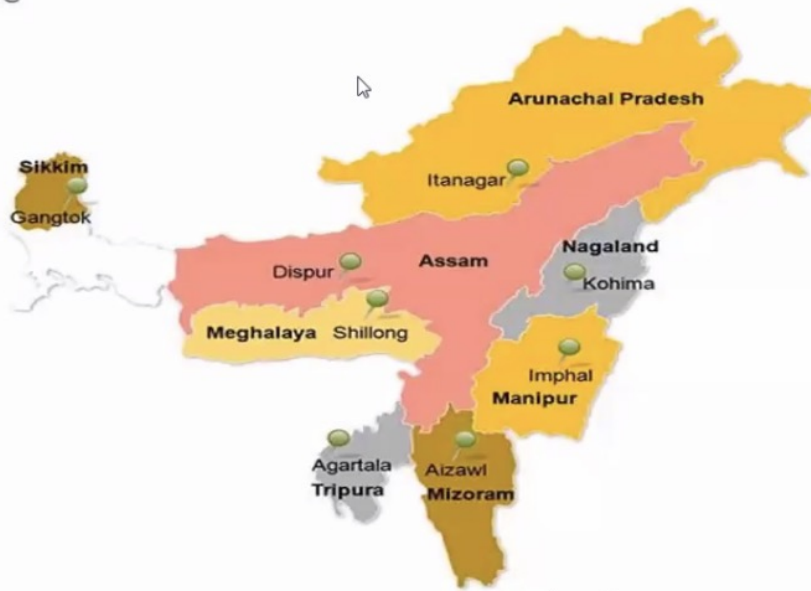 Arunachal Pradesh
Sikkim
Itanagar
Gangtok
Nagaland
Assam
Dispur
Kohima
Meghalaya Shillong
Imphal
Manipur
Agartala
Aizawl
Tripura
Mizoram